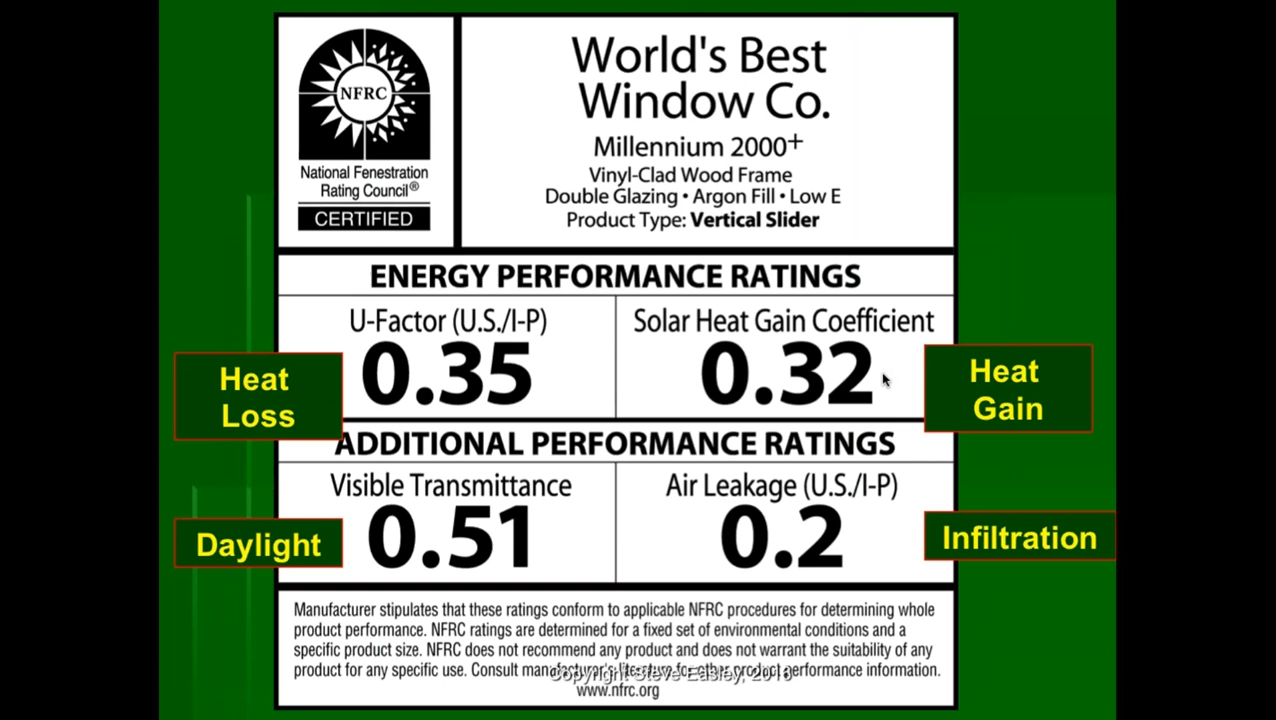 NFRC
National Fenestration
Rating Council®
CERTIFIED
World's Best
Window Co.
Millennium 2000+
Vinyl-Clad Wood Frame
Double Glazing • Argon Fill • Low E
Product Type: Vertical Slider
ENERGY PERFORMANCE RATINGS
U-Factor (U.S./I-P)
0.35
Solar Heat Gain Coefficient
0.32
Heat
Loss
Heat
Gain
ADDITIONAL PERFORMANCE RATINGS
Visible Transmittance
0.51
Air Leakage (U.S./I-P)
0.2
Daylight
Infiltration
Manufacturer stipulates that these ratings conform to applicable NFRC procedures for determining whole
product performance. NFRC ratings are determined for a fixed set of environmental conditions and a
specific product size. NFRC does not recommend any product and does not warrant the suitability of any
product for any specific use. Consult manufacturer's literature for other product performance information.
Copyright Steve Easley,
www.nfrc.org